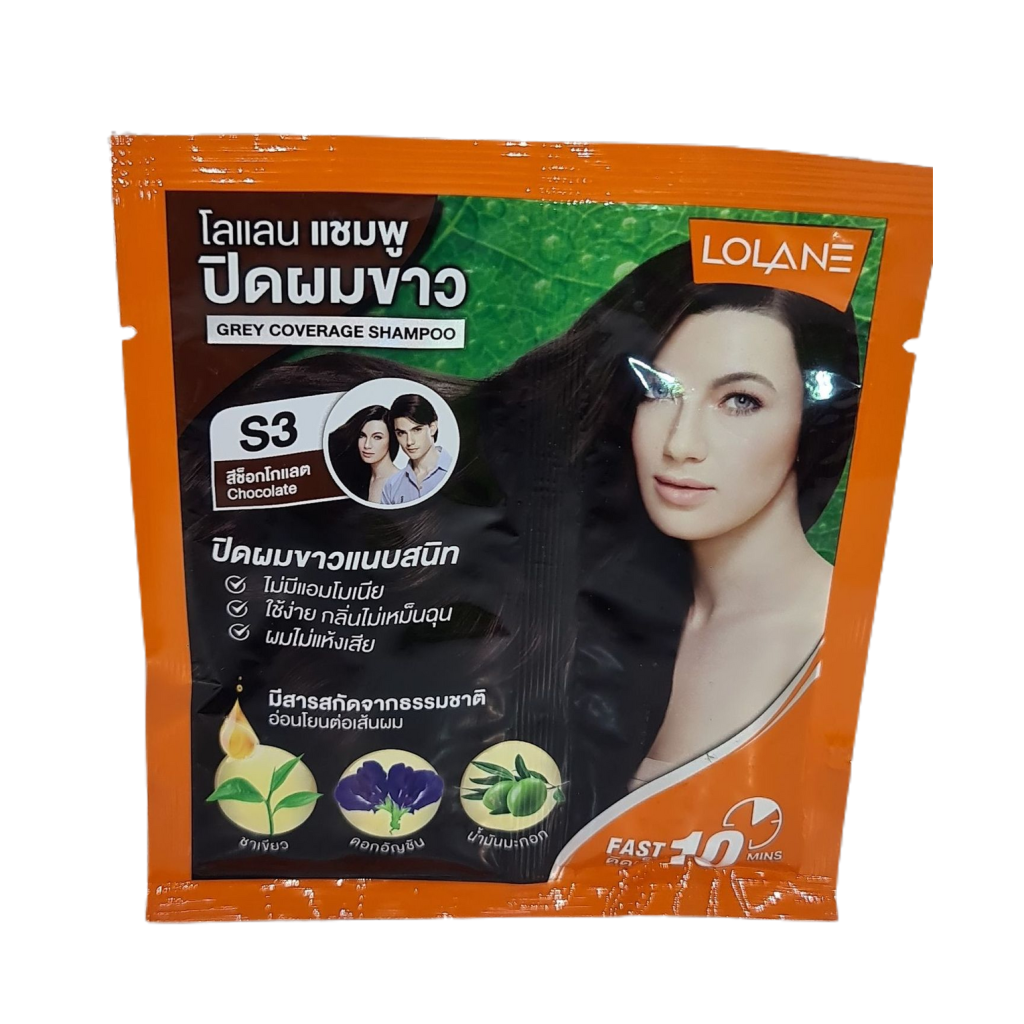 โลแลน แชมพู
ปิดผมขาว
GREY COVERAGE SHAMPOO
LOLANE
S3
สีช็อกโกแลต
Chocolate
ปิดผมขาวแนบสนิท
ไม่มีแอมโมเนีย
ใช้ง่าย กลิ่นไม่เหม็นฉุน
ผมไม่แห้งเสีย
มีสารสกัดจากธรรมชาติ
อ่อนโยนต่อเส้นผม
ชาเขียว
ดอกอัญชัน
น้ำมันมะกอก
FAST 10 MINS